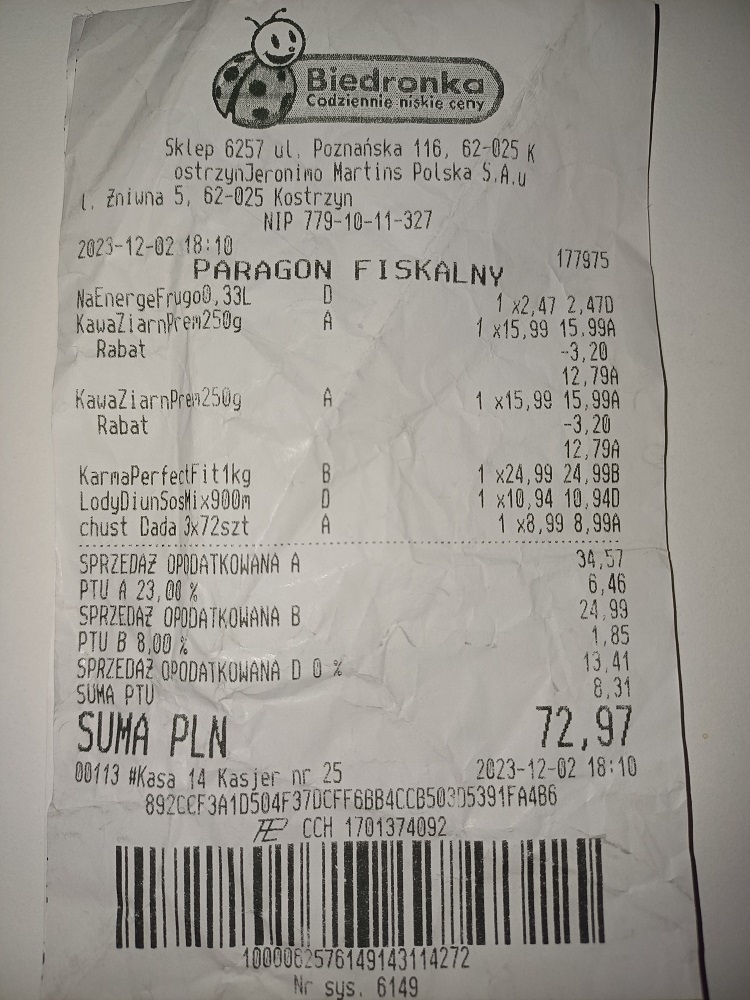 Biedronka
Codziennie niskie ceny
Sklep 6257 ul. Poznańska 116, 62-025 K
ostrzynJeronimo Martins Polska S.A.u
l. Żniwna 5, 62-025 Kostrzyn
NIP 779-10-11-327
2023-12-02 18:10 177975
PARAGON FISKALNY
NaEnergeFrugo0,33L D 1 x2,47 2,47D
KawaZiarnPrem250g A 1 x15,99 15,99A
Rabat -3,20
12,79A
KawaZiarnPrem250g A 1 x15,99 15,99A
Rabat -3,20
12,79A
KarmaPerfectFit1kg B 1 x24,99 24,99B
LodyDiunSosMix900m D 1 x10,94 10,94D
chust Dada 3x72szt A 1 x8,99 8,99A
SPRZEDAŻ OPODATKOWANA A 34,57
PTU A 23,00 % 6,46
SPRZEDAŻ OPODATKOWANA B 24,99
PTU B 8,00 % 1,85
SPRZEDAŻ OPODATKOWANA D 0 % 13,41
SUMA PTU 8,31
SUMA PLN 72,97
00113 #Kasa 14 Kasjer nr 25 2023-12-02 18:10
892CCF3A1D504F37DCFF6BB4CCB503D5391FA4B6
CCH 1701374092
1000062576149143114272
Nr sys. 6149